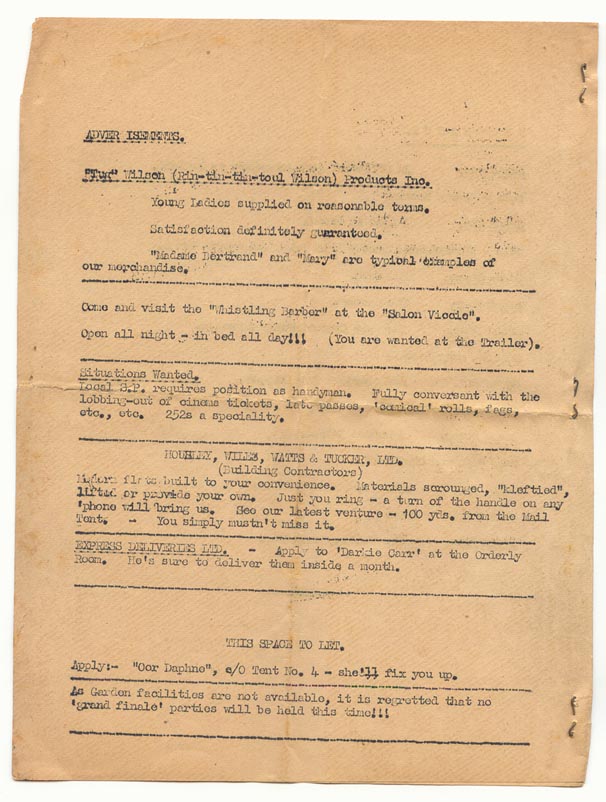 ADVER ISEMENTS.
"Tug" Wilson (Rin-tin-tin-toul Wilson) Products Inc.
Young Ladies supplied on reasonable terms.
Satisfaction definitely guaranteed.
"Madame Bertrand" and "Mary" are typical examples of
our merchandise.
Come and visit the "Whistling Barber" at the "Salon Viccie".
Open all night - in bed all day!!! (You are wanted at the Trailer).
Situations Wanted.
Local S.P. requires position as handyman. Fully conversant with the
lobbing-out of cinema tickets, late passes, 'comical' rolls, fags,
etc., etc. 252s a speciality.
HOUSLEY, WILDE, WATTS & TUCKER, LTD.
(Building Contractors)
Modern flats built to your convenience. Materials scrounged, "kleftied",
lifted or provide your own. Just you ring - a turn of the handle on any
'phone will bring us. See our latest venture - 100 yds. from the Mail
Tent. - You simply mustn't miss it.
EXPRESS DELIVERIES LTD. - Apply to 'Darkie Carr' at the Orderly
Room. He's sure to deliver them inside a month.
THIS SPACE TO LET.
Apply:- "Oor Daphne", c/O Tent No. 4 - she'll fix you up.
As Garden facilities are not available, it is regretted that no
'grand finale' parties will be held this time!!!